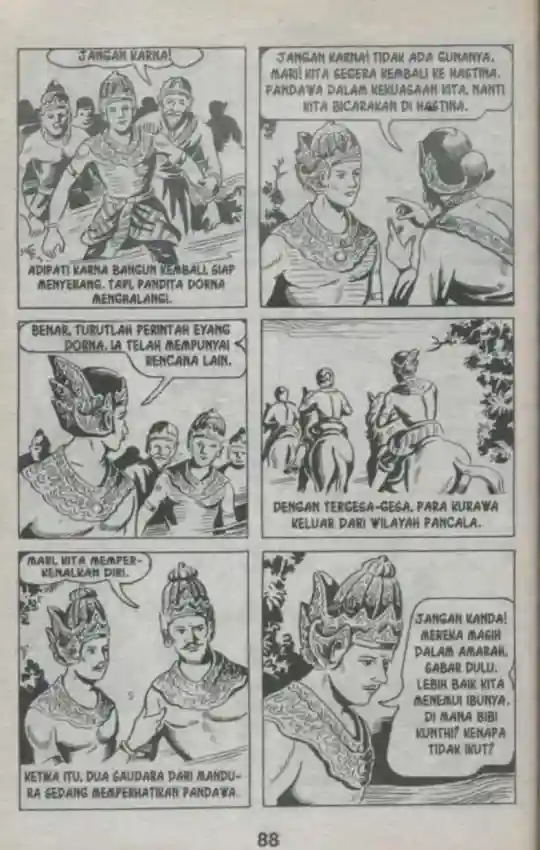 JANGAN KARNA!
ADIPATI KARNA BANGUN KEMBALI, SIAP
MENYERANG. TAPI, PANDITA DORNA
MENGHALANGI.
JANGAN KARNA! TIDAK ADA GUNANYA.
MARI! KITA SEGERA KEMBALI KE HASTINA.
PANDAWA DALAM KEKUASAAN KITA. NANTI
KITA BICARAKAN DI HASTINA.
BENAR, TURUTLAH PERINTAH EYANG
DORNA. IA TELAH MEMPUNYAI
RENCANA LAIN.
DENGAN TERGESA-GESA, PARA KURAWA
KELUAR DARI WILAYAH PANCALA.
MARI, KITA MEMPER-
KENALKAN DIRI.
KETIKA ITU, DUA SAUDARA DARI MANDU-
RA SEDANG MEMPERHATIKAN PANDAWA.
JANGAN KANDA!
MEREKA MASIH
DALAM AMARAH.
SABAR DULU.
LEBIH BAIK KITA
MENEMUI IBUNYA.
DI MANA BIBI
KUNTHI? KENAPA
TIDAK IKUT?
88